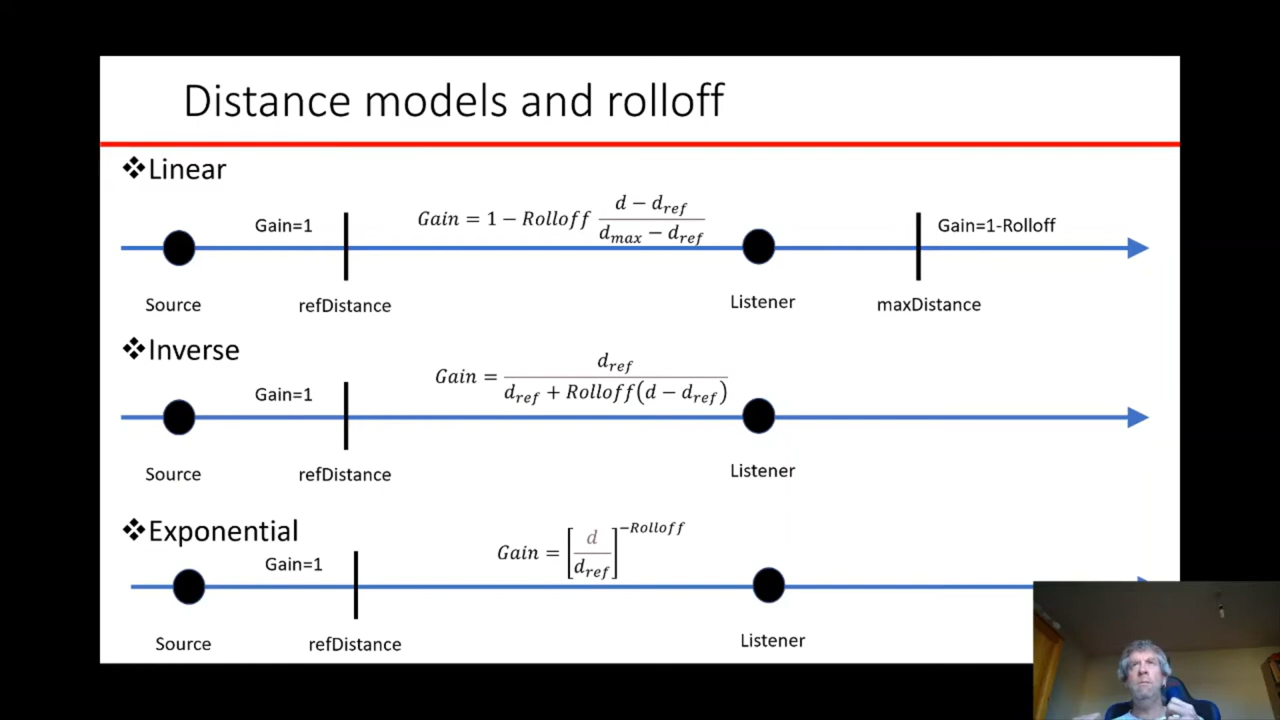 Distance models and rolloff
❖Linear
Gain=1
Gain = 1 − Rolloff (d − d_ref)/(d_max − d_ref)
Gain=1-Rolloff
Source
refDistance
Listener
maxDistance
❖Inverse
Gain=1
Gain = d_ref/(d_ref + Rolloff(d − d_ref))
Source
refDistance
Listener
❖Exponential
Gain=1
Gain = [d/d_ref]^−Rolloff
Source
refDistance
Listener